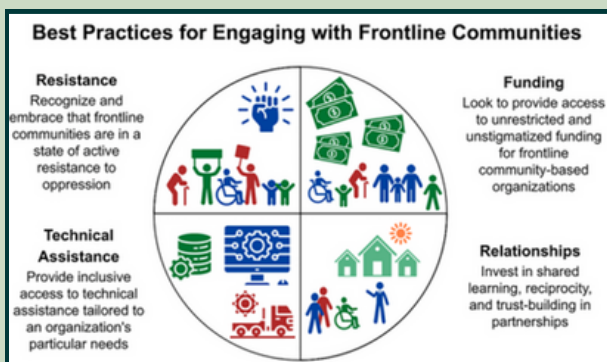 Best Practices for Engaging with Frontline Communities
Resistance
Recognize and
embrace that frontline
communities are in a
state of active
resistance to
oppression
Funding
Look to provide access
to unrestricted and
unstigmatized funding
for frontline
community-based
organizations
Technical
Assistance
Provide inclusive
access to technical
assistance tailored to
an organization's
particular needs
Relationships
Invest in shared
learning, reciprocity,
and trust-building in
partnerships